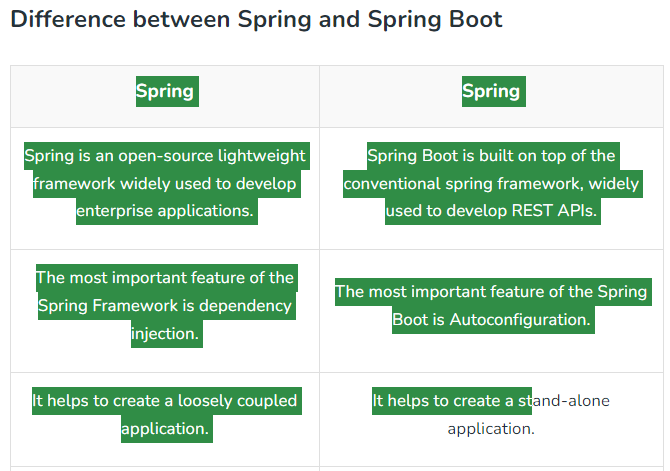 Difference between Spring and Spring Boot
Spring
Spring
Spring is an open-source lightweight
framework widely used to develop
enterprise applications.
Spring Boot is built on top of the
conventional spring framework, widely
used to develop REST APIs.
The most important feature of the
Spring Framework is dependency
injection.
The most important feature of the Spring
Boot is Autoconfiguration.
It helps to create a loosely coupled
application.
It helps to create a stand-alone
application.